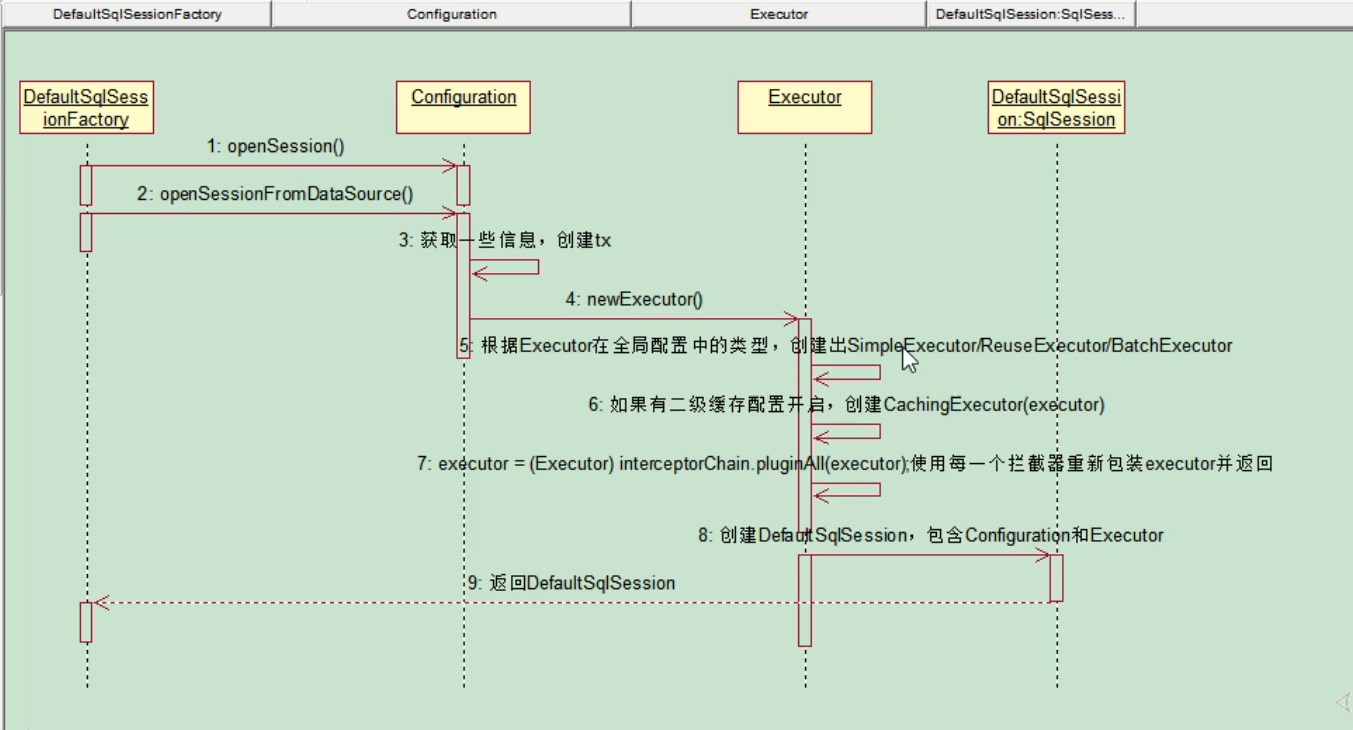 DefaultSqlSessionFactory
Configuration
Executor
DefaultSqlSession:SqlSess...
DefaultSqlSess
ionFactory
Configuration
Executor
DefaultSqlSessi
on:SqlSession
1: openSession()
2: openSessionFromDataSource()
3: 获取一些信息，创建tx
4: newExecutor()
5: 根据Executor在全局配置中的类型，创建出SimpleExecutor/ReuseExecutor/BatchExecutor
6: 如果有二级缓存配置开启，创建CachingExecutor(executor)
7: executor = (Executor) interceptorChain.pluginAll(executor);使用每一个拦截器重新包装executor并返回
8: 创建DefaultSqlSession，包含Configuration和Executor
9: 返回DefaultSqlSession